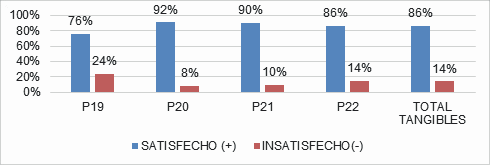 100%
80%
60%
40%
20%
0%
76%
24%
92%
8%
90%
10%
86%
14%
86%
14%
P19
P20
P21
P22
TOTAL
TANGIBLES
SATISFECHO (+)
INSATISFECHO(-)